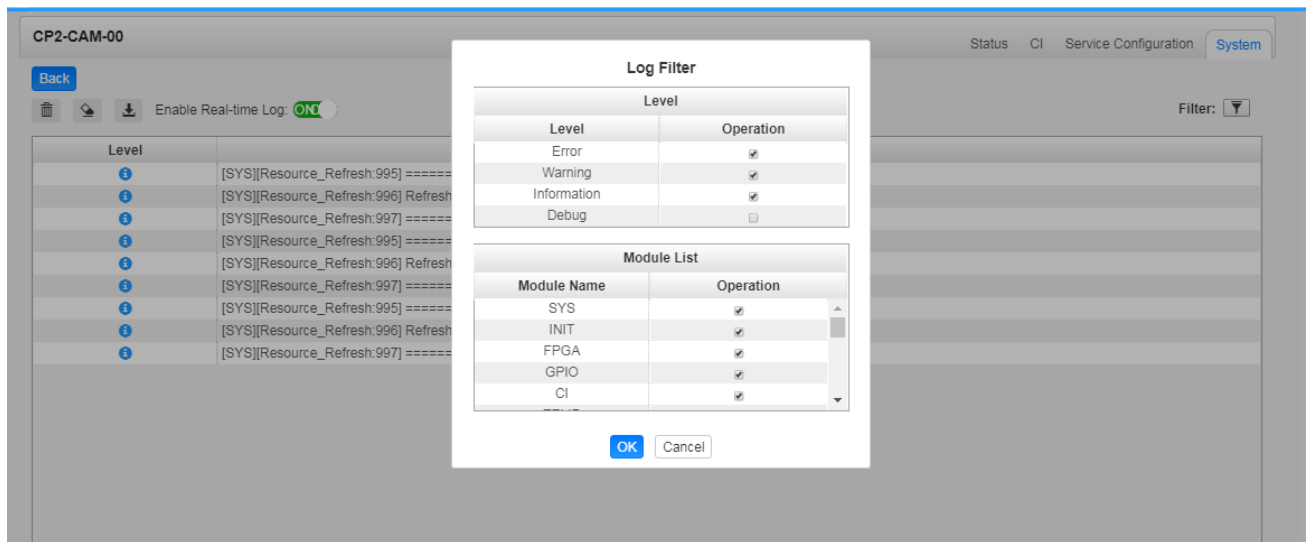 CP2-CAM-00
Status CI Service Configuration System
Back
Enable Real-time Log: ON
Filter:
Level
[SYS][Resource_Refresh:995] ======
[SYS][Resource_Refresh:996] Refresh
[SYS][Resource_Refresh:997] ======
[SYS][Resource_Refresh:995] ======
[SYS][Resource_Refresh:996] Refresh
[SYS][Resource_Refresh:997] ======
[SYS][Resource_Refresh:995] ======
[SYS][Resource_Refresh:996] Refresh
[SYS][Resource_Refresh:997] ======
Log Filter
Level
Level Operation
Error
Warning
Information
Debug
Module List
Module Name Operation
SYS
INIT
FPGA
GPIO
CI
OK Cancel